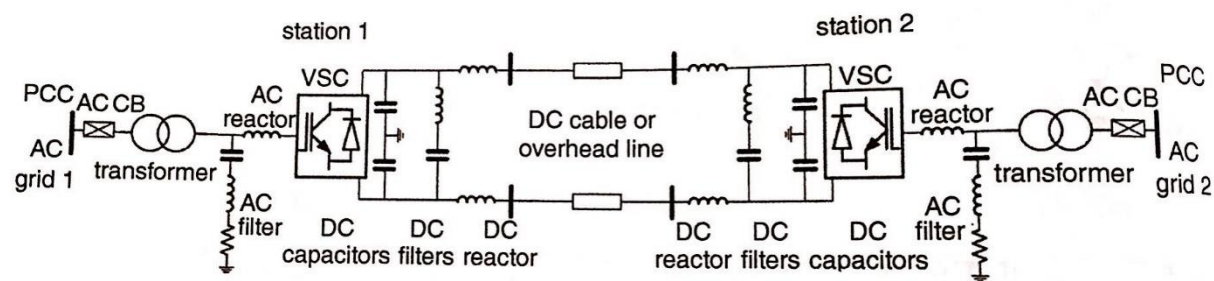 station 1
station 2
PCC
AC CB
AC
reactor
VSC
AC
grid 1
transformer
AC
filter
DC
capacitors
DC
filters
DC
reactor
DC cable or
overhead line
DC
reactor
DC
filters
DC
capacitors
VSC
AC
reactor
AC CB
PCC
transformer
AC
grid 2
AC
filter